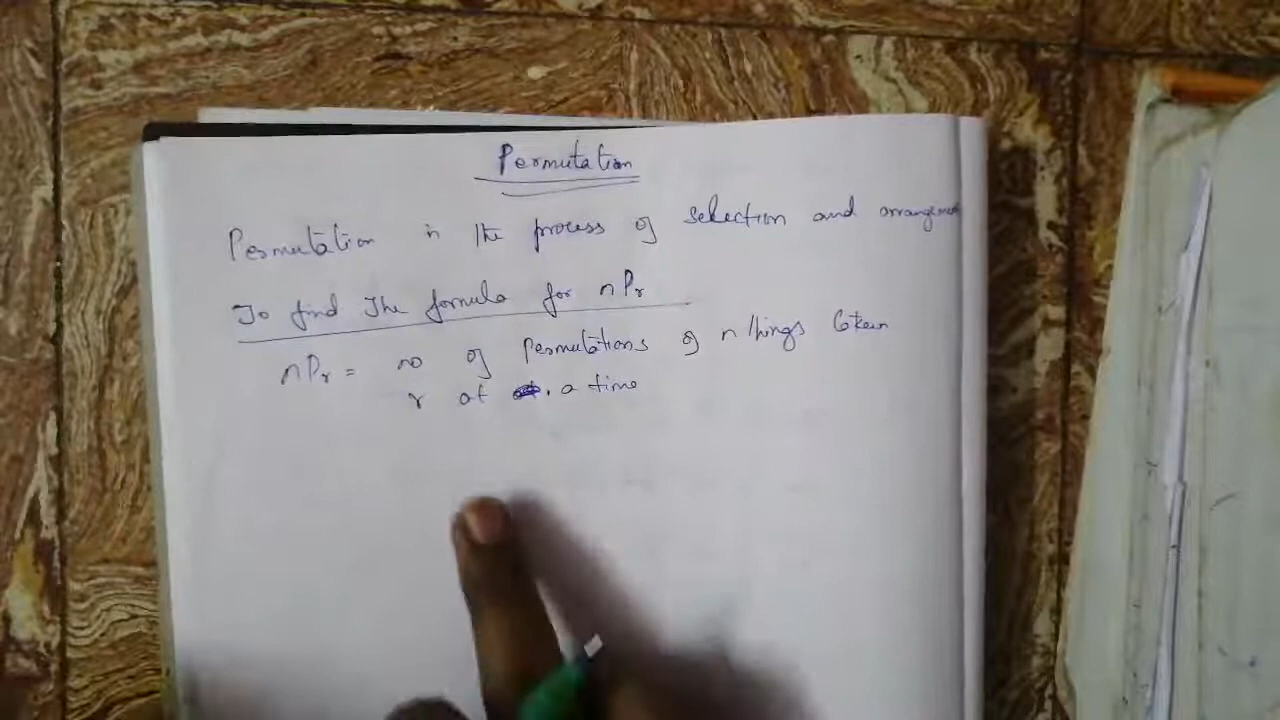 Permutation
Permutation is the process of selection and arrangement
To find The formula for nPr
nPr = no of permutations of n things taken
r at a time